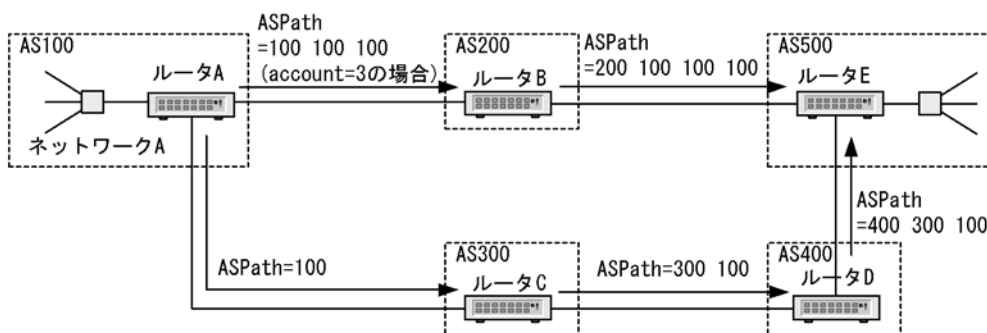 AS100
ルータA
ネットワークA
ASPath
=100 100 100
(account=3の場合)
AS200
ルータB
ASPath
=200 100 100 100
AS500
ルータE
ASPath
=400 300 100
ASPath=100
AS300
ルータC
ASPath=300 100
AS400
ルータD